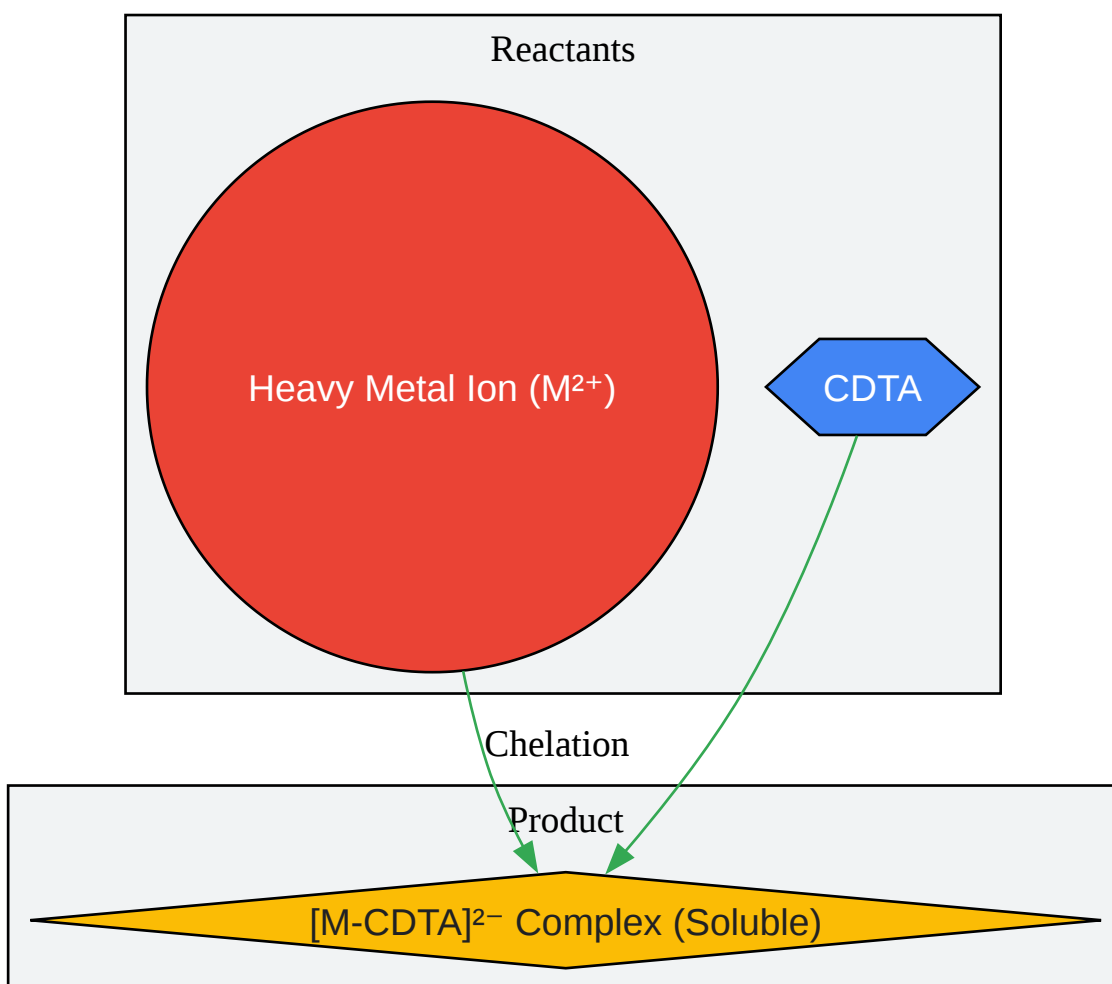 Reactants
Heavy Metal Ion (M²⁺)
CDTA
Chelation
Product
[M-CDTA]²⁻ Complex (Soluble)